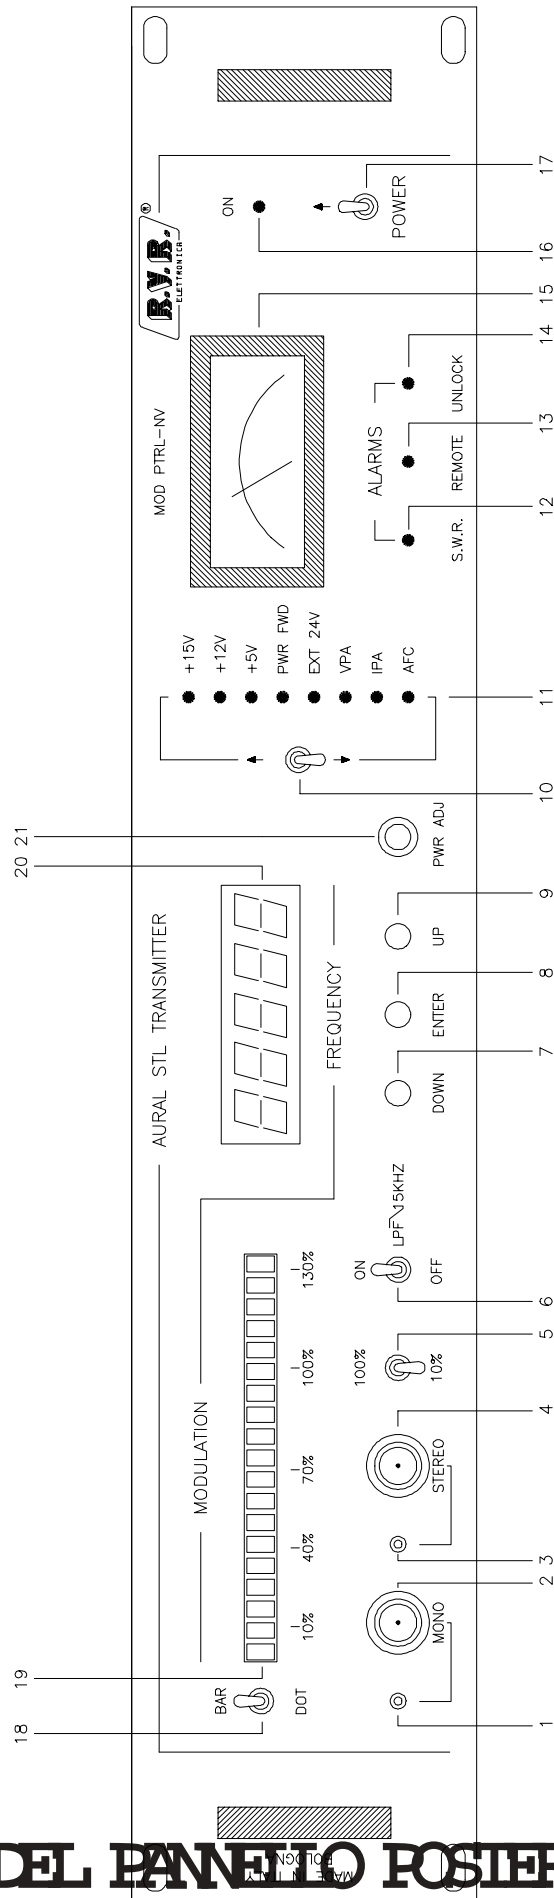 20 21
18 19
R.V.R.®
ELETTRONICA
AURAL STL TRANSMITTER
MOD PTRL-NV
ON
POWER
MODULATION
BAR
DOT
10% 40% 70% 100% 130%
FREQUENCY
+15V
+12V
+5V
PWR FWD
EXT 24V
VPA
IPA
AFC
ALARMS
S.W.R. REMOTE UNLOCK
MONO
STEREO
100%
10%
ON
OFF
LPF 15KHZ
DOWN ENTER UP PWR ADJ
1 2 3 4 5 6 7 8 9 10 11 12 13 14 15 16 17
MADE IN ITALY
BOLOGNA
DEL